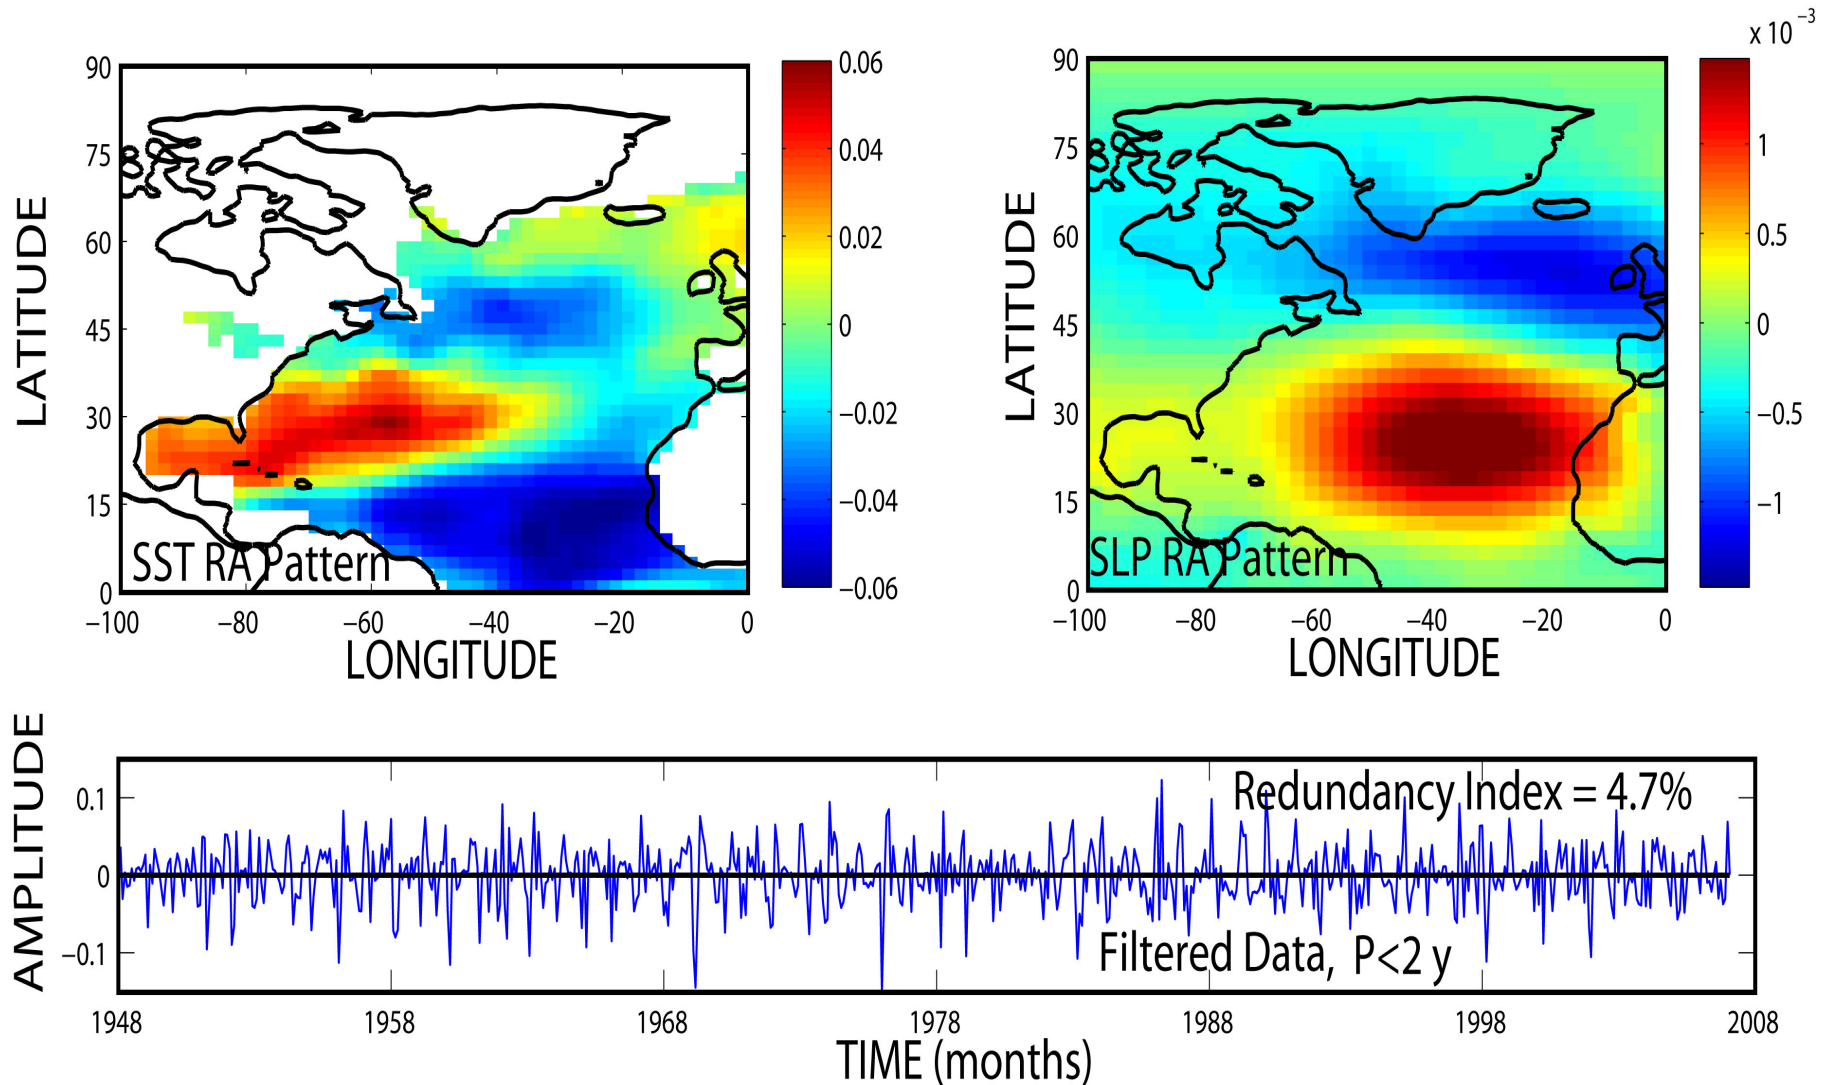 x 10⁻³
90
75
60
45
30
15
0
LATITUDE
SST RA Pattern
−100 −80 −60 −40 −20 0
LONGITUDE
0.06
0.04
0.02
0
−0.02
−0.04
−0.06
90
75
60
45
30
15
0
LATITUDE
SLP RA Pattern
−100 −80 −60 −40 −20 0
LONGITUDE
1
0.5
0
−0.5
−1
AMPLITUDE
0.1
0
−0.1
Redundancy Index = 4.7%
Filtered Data, P<2 y
1948 1958 1968 1978 1988 1998 2008
TIME (months)